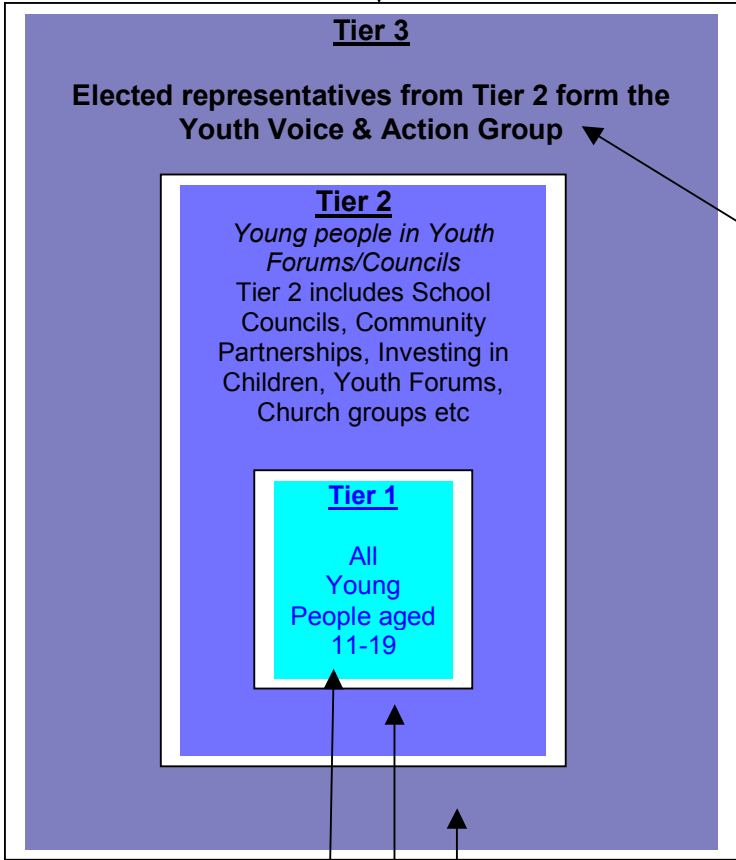 Tier 3
Elected representatives from Tier 2 form the
Youth Voice & Action Group
Tier 2
Young people in Youth
Forums/Councils
Tier 2 includes School
Councils, Community
Partnerships, Investing in
Children, Youth Forums,
Church groups etc
Tier 1
All
Young
People aged
11-19